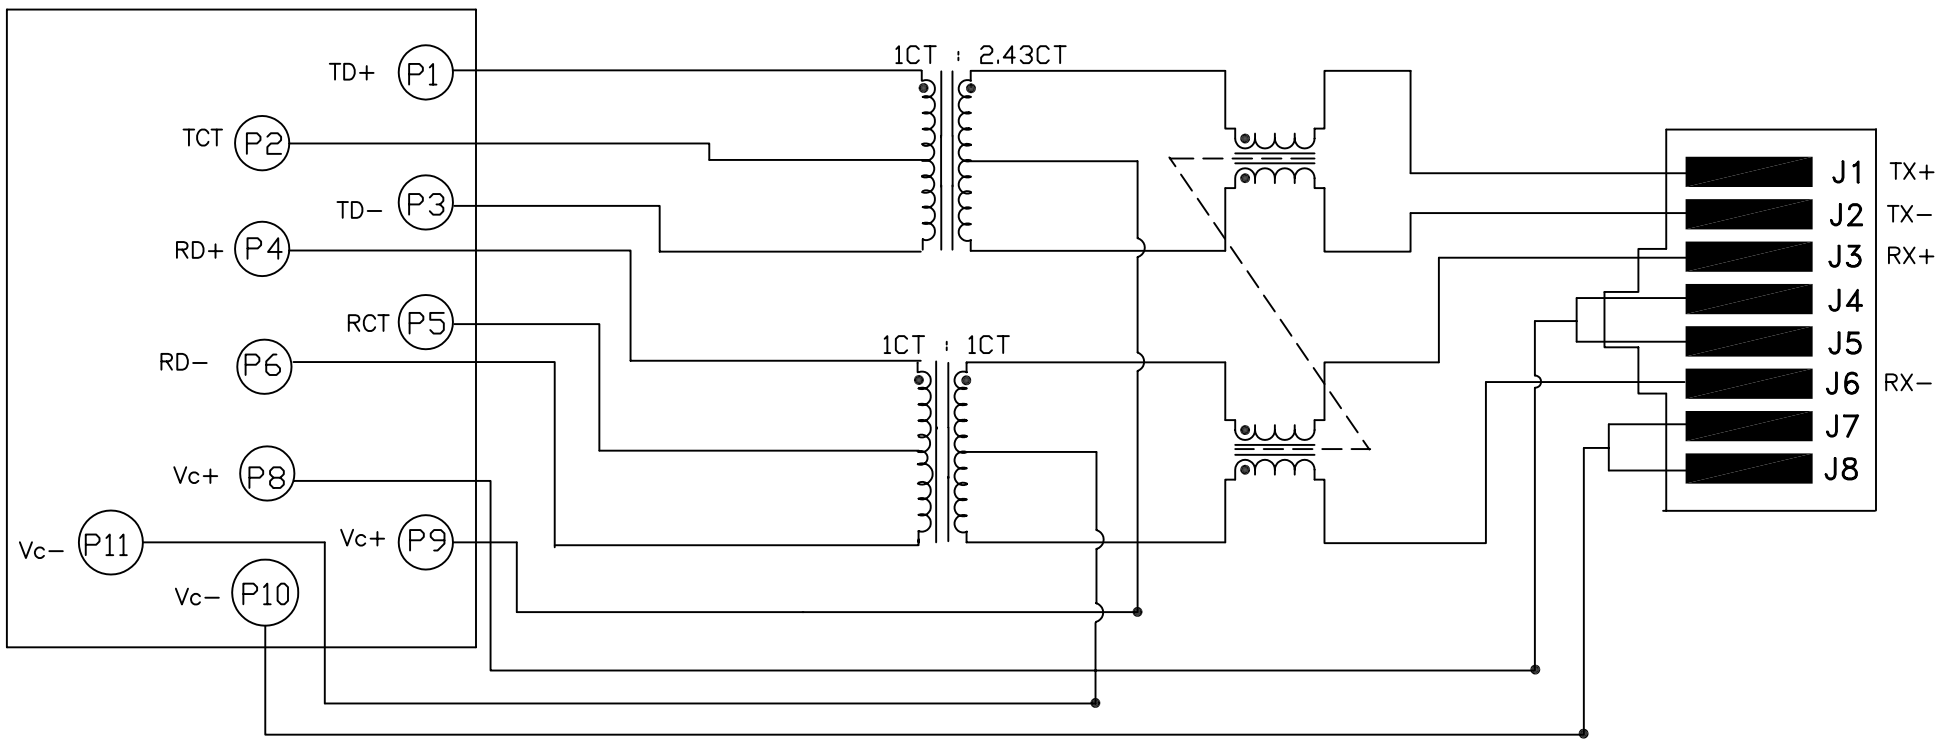 1CT : 2.43CT
TD+ P1
TCT P2
TD- P3
RD+ P4
RCT P5
RD- P6
Vc+ P8
Vc+ P9
Vc- P11
Vc- P10
1CT : 1CT
J1 TX+
J2 TX-
J3 RX+
J4
J5
J6 RX-
J7
J8